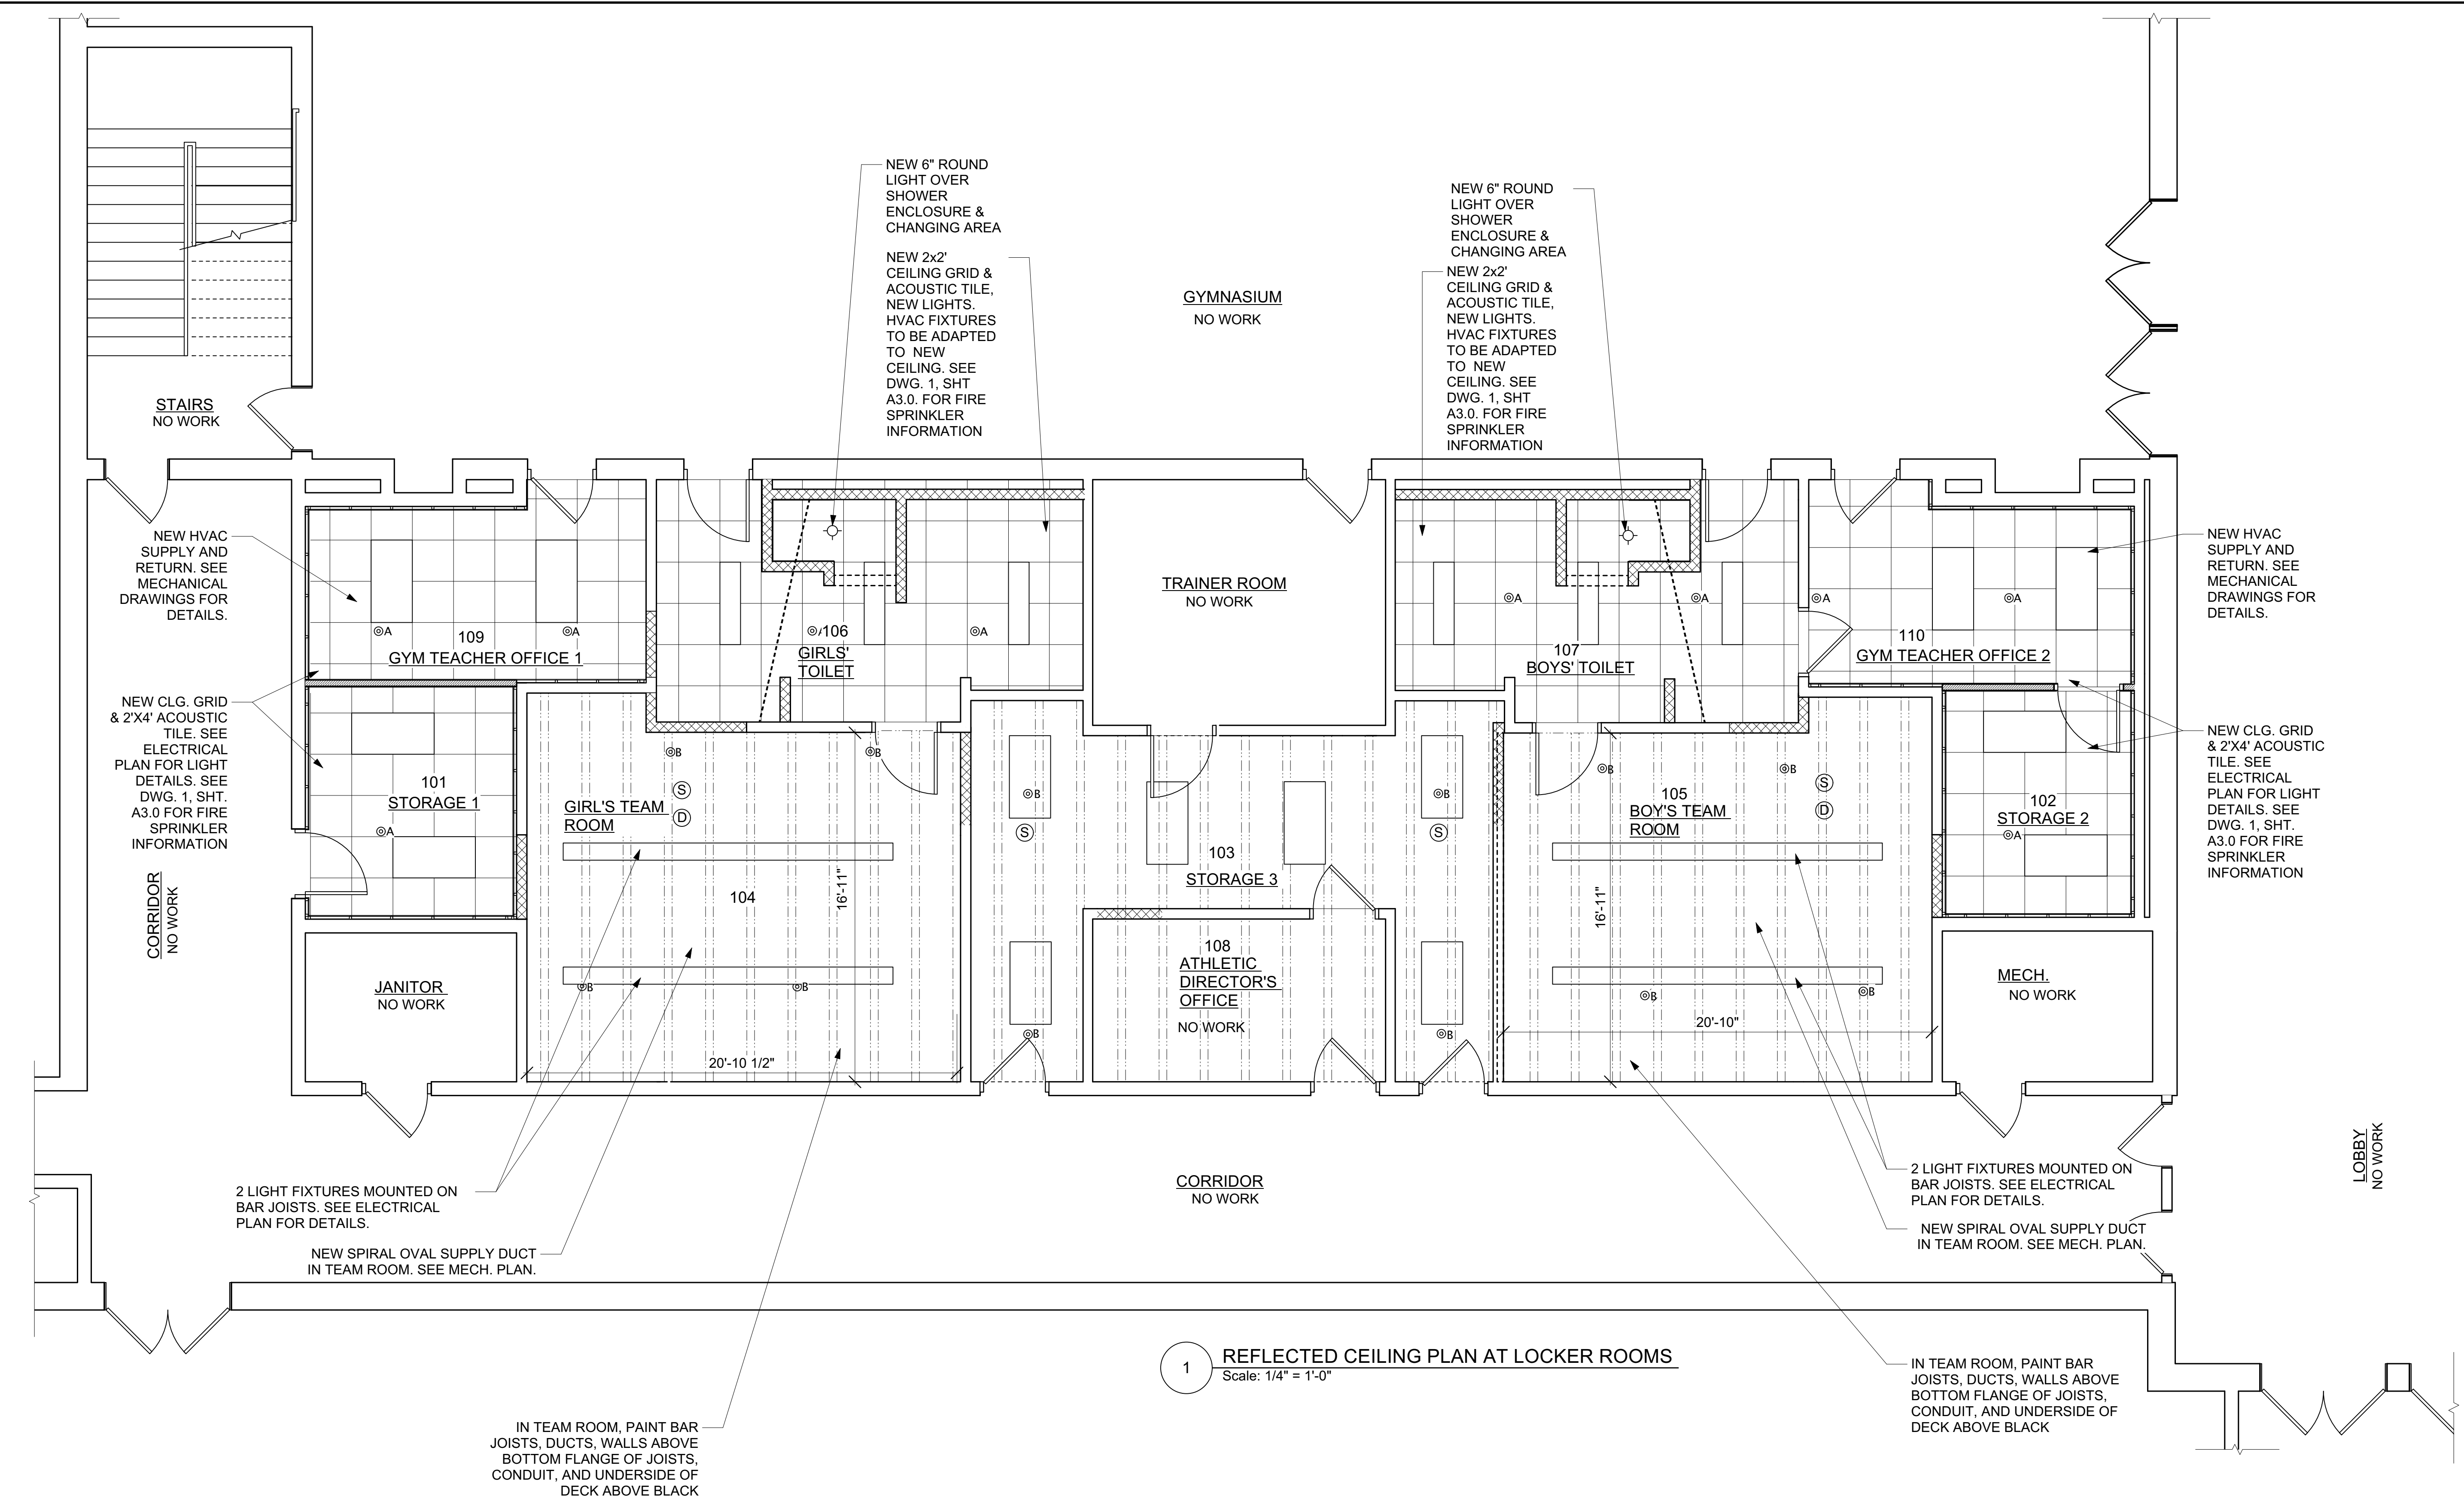 NEW 6" ROUND
LIGHT OVER
SHOWER
ENCLOSURE &
CHANGING AREA
NEW 2x2'
CEILING GRID &
ACOUSTIC TILE,
NEW LIGHTS.
HVAC FIXTURES
TO BE ADAPTED
TO NEW
CEILING. SEE
DWG. 1, SHT
A3.0. FOR FIRE
SPRINKLER
INFORMATION
NEW 6" ROUND
LIGHT OVER
SHOWER
ENCLOSURE &
CHANGING AREA
NEW 2x2'
CEILING GRID &
ACOUSTIC TILE,
NEW LIGHTS.
HVAC FIXTURES
TO BE ADAPTED
TO NEW
CEILING. SEE
DWG. 1, SHT
A3.0. FOR FIRE
SPRINKLER
INFORMATION
GYMNASIUM
NO WORK
STAIRS
NO WORK
NEW HVAC
SUPPLY AND
RETURN. SEE
MECHANICAL
DRAWINGS FOR
DETAILS.
NEW CLG. GRID
& 2'X4' ACOUSTIC
TILE. SEE
ELECTRICAL
PLAN FOR LIGHT
DETAILS. SEE
DWG. 1, SHT.
A3.0 FOR FIRE
SPRINKLER
INFORMATION
CORRIDOR
NO WORK
A
A
109
GYM TEACHER OFFICE 1
101
STORAGE 1
A
JANITOR
NO WORK
106
A
GIRLS'
TOILET
B
B
S
D
GIRL'S TEAM
ROOM
104
16'-11"
B
B
20'-10 1/2"
TRAINER ROOM
NO WORK
B
S
B
S
103
STORAGE 3
108
ATHLETIC
DIRECTOR'S
OFFICE
NO WORK
B
B
A
A
107
BOYS' TOILET
B
B
S
D
105
BOY'S TEAM
ROOM
16'-11"
B
B
20'-10"
A
A
110
GYM TEACHER OFFICE 2
102
STORAGE 2
A
MECH.
NO WORK
NEW HVAC
SUPPLY AND
RETURN. SEE
MECHANICAL
DRAWINGS FOR
DETAILS.
NEW CLG. GRID
& 2'X4' ACOUSTIC
TILE. SEE
ELECTRICAL
PLAN FOR LIGHT
DETAILS. SEE
DWG. 1, SHT.
A3.0 FOR FIRE
SPRINKLER
INFORMATION
LOBBY
NO WORK
CORRIDOR
NO WORK
2 LIGHT FIXTURES MOUNTED ON
BAR JOISTS. SEE ELECTRICAL
PLAN FOR DETAILS.
NEW SPIRAL OVAL SUPPLY DUCT
IN TEAM ROOM. SEE MECH. PLAN.
IN TEAM ROOM, PAINT BAR
JOISTS, DUCTS, WALLS ABOVE
BOTTOM FLANGE OF JOISTS,
CONDUIT, AND UNDERSIDE OF
DECK ABOVE BLACK
2 LIGHT FIXTURES MOUNTED ON
BAR JOISTS. SEE ELECTRICAL
PLAN FOR DETAILS.
NEW SPIRAL OVAL SUPPLY DUCT
IN TEAM ROOM. SEE MECH. PLAN.
IN TEAM ROOM, PAINT BAR
JOISTS, DUCTS, WALLS ABOVE
BOTTOM FLANGE OF JOISTS,
CONDUIT, AND UNDERSIDE OF
DECK ABOVE BLACK
1
REFLECTED CEILING PLAN AT LOCKER ROOMS
Scale: 1/4" = 1'-0"